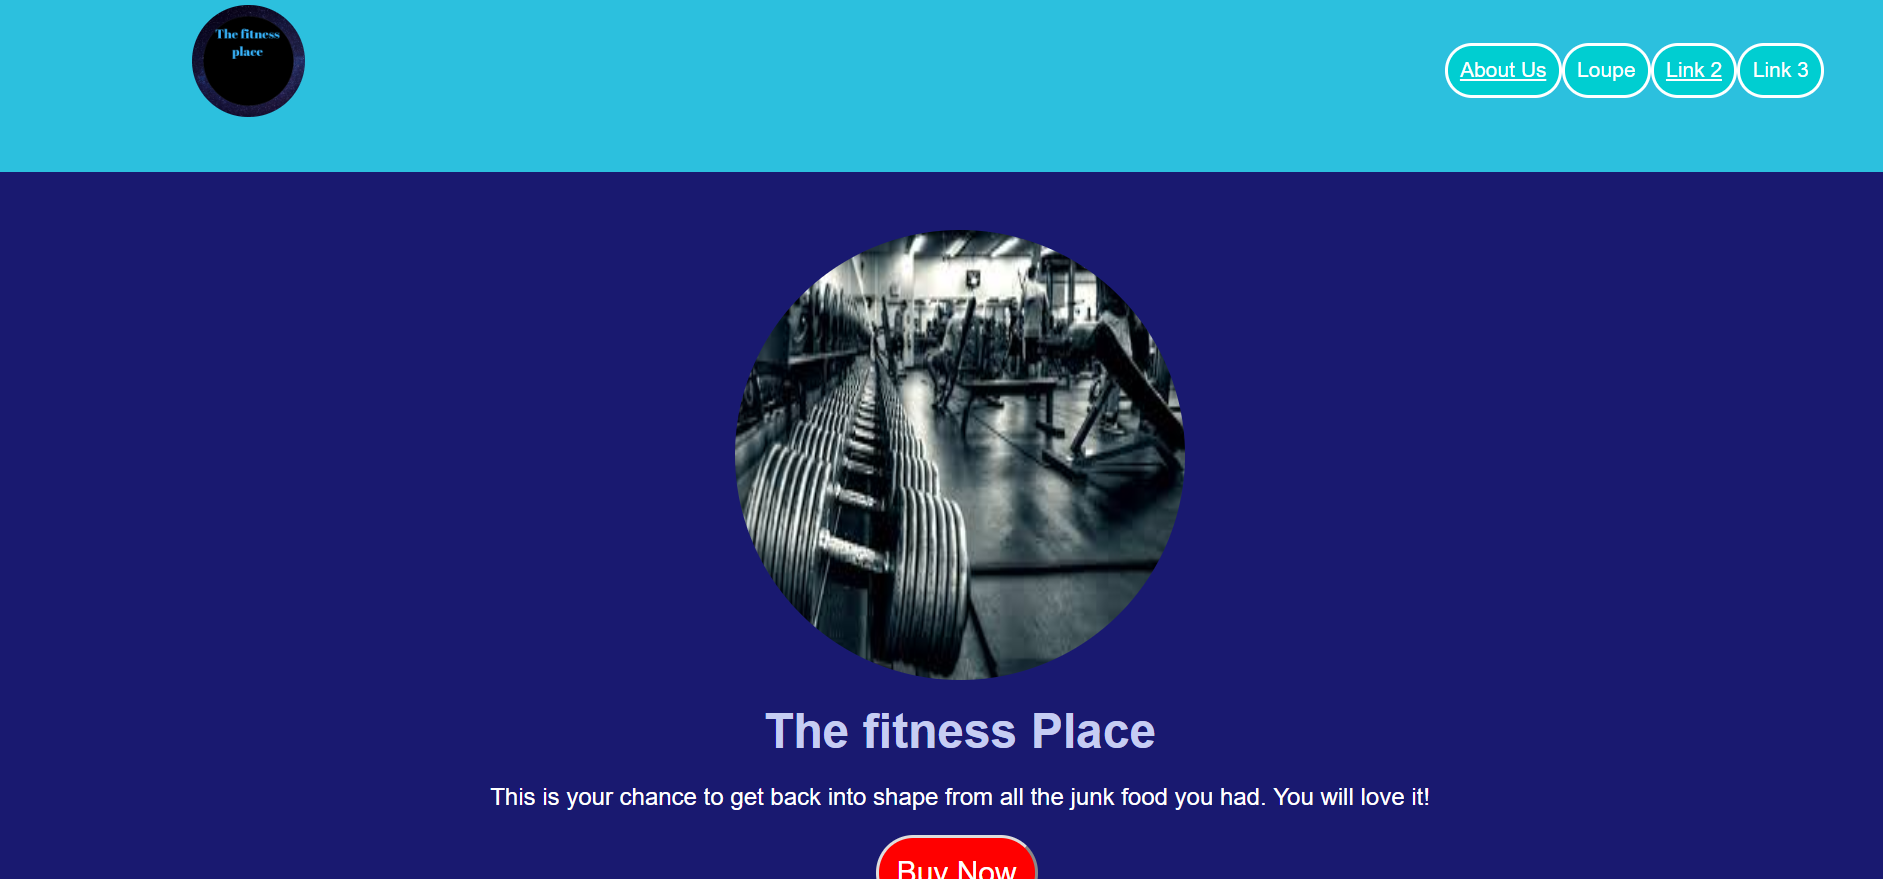 The fitness
place
About Us Loupe Link 2 Link 3
The fitness Place
This is your chance to get back into shape from all the junk food you had. You will love it!
Buy Now